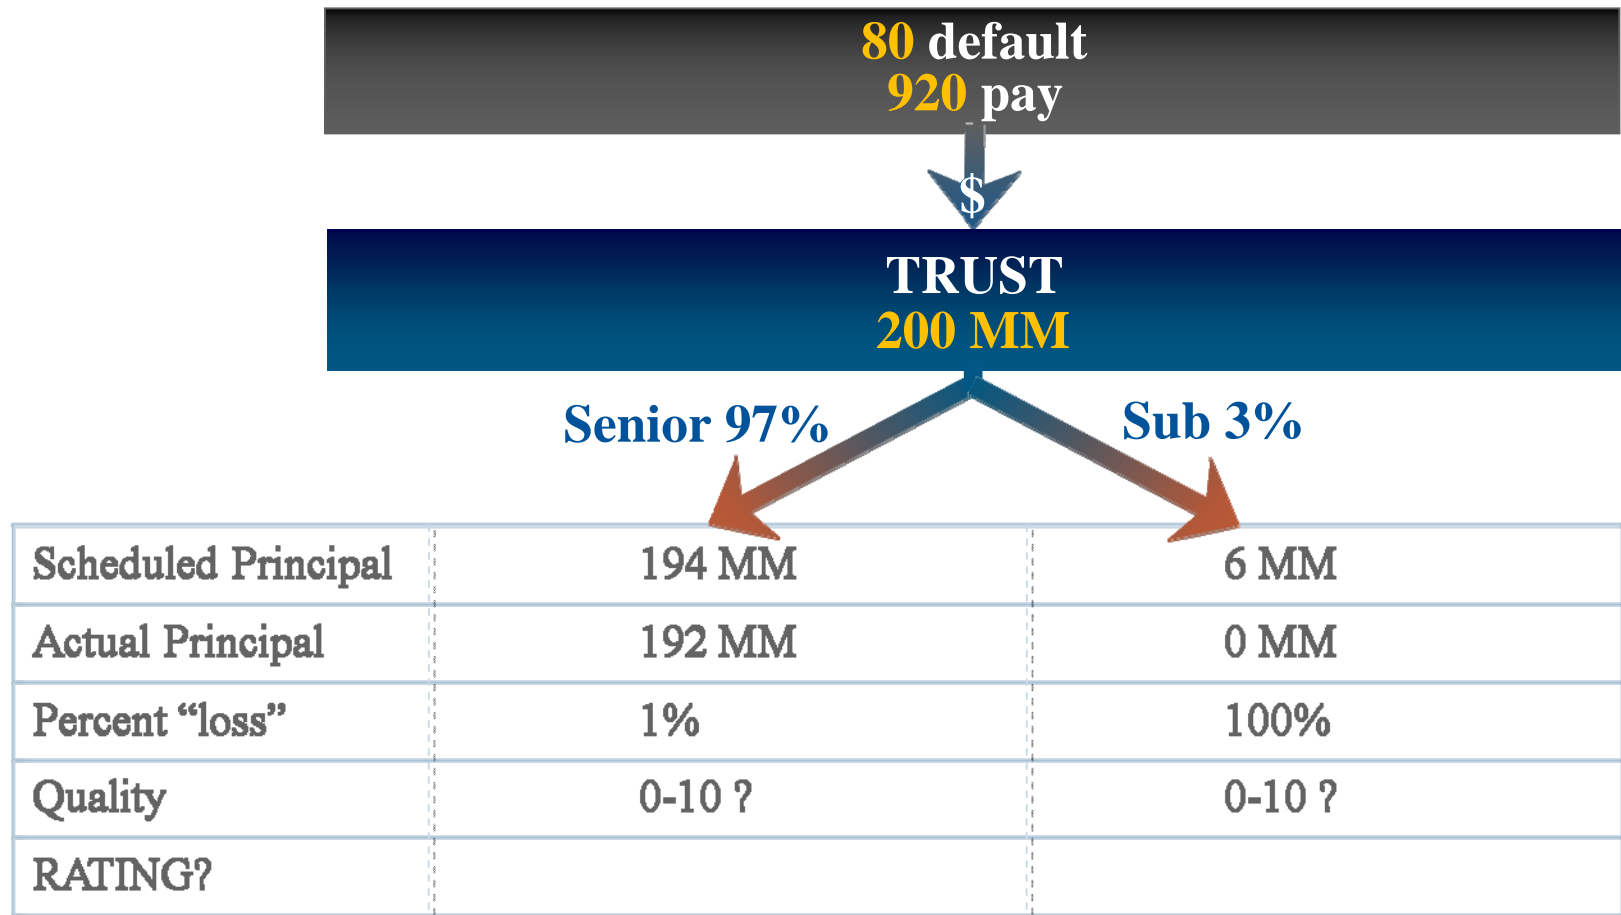 80 default
920 pay
$
TRUST
200 MM
Senior 97%
Sub 3%
Scheduled Principal 194 MM 6 MM
Actual Principal 192 MM 0 MM
Percent “loss” 1% 100%
Quality 0-10 ? 0-10 ?
RATING?